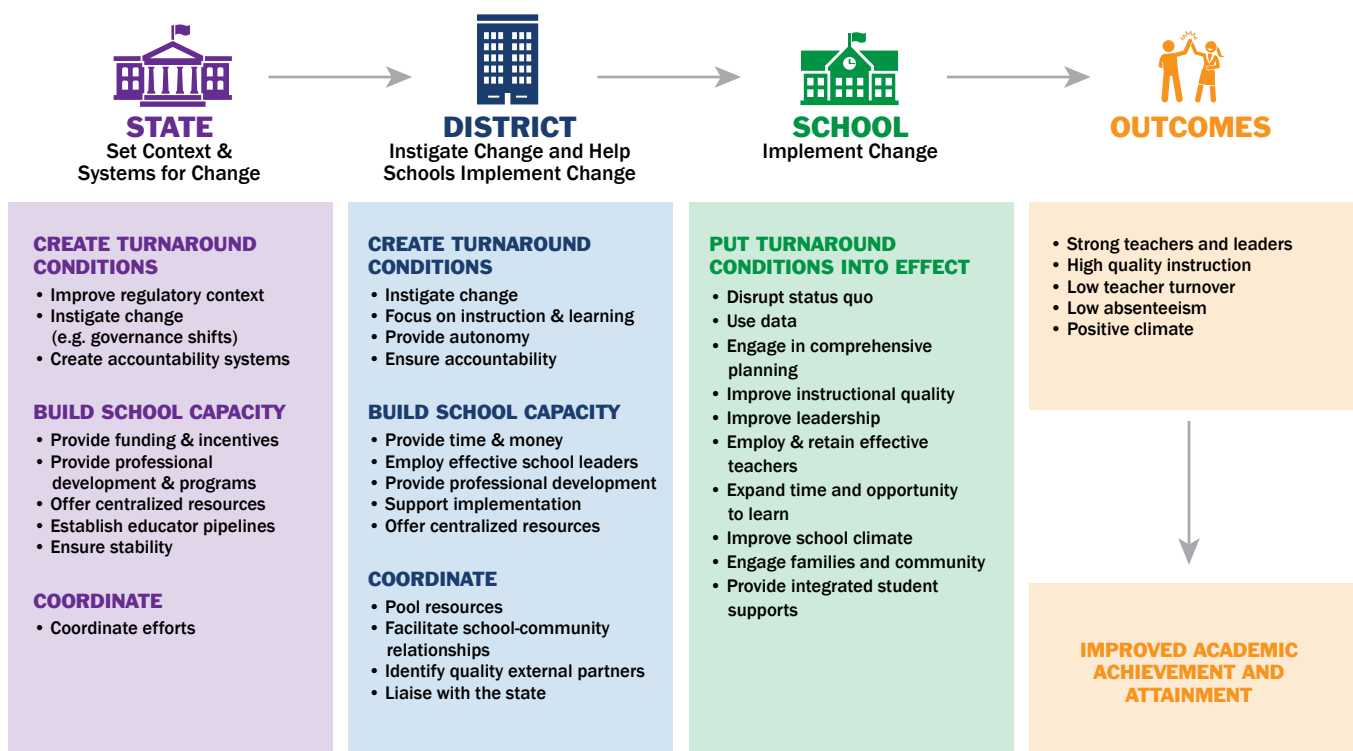 STATE
Set Context &
Systems for Change
DISTRICT
Instigate Change and Help
Schools Implement Change
SCHOOL
Implement Change
OUTCOMES
CREATE TURNAROUND
CONDITIONS
• Improve regulatory context
• Instigate change
(e.g. governance shifts)
• Create accountability systems
BUILD SCHOOL CAPACITY
• Provide funding & incentives
• Provide professional
development & programs
• Offer centralized resources
• Establish educator pipelines
• Ensure stability
COORDINATE
• Coordinate efforts
CREATE TURNAROUND
CONDITIONS
• Instigate change
• Focus on instruction & learning
• Provide autonomy
• Ensure accountability
BUILD SCHOOL CAPACITY
• Provide time & money
• Employ effective school leaders
• Provide professional development
• Support implementation
• Offer centralized resources
COORDINATE
• Pool resources
• Facilitate school-community
relationships
• Identify quality external partners
• Liaise with the state
PUT TURNAROUND
CONDITIONS INTO EFFECT
• Disrupt status quo
• Use data
• Engage in comprehensive
planning
• Improve instructional quality
• Improve leadership
• Employ & retain effective
teachers
• Expand time and opportunity
to learn
• Improve school climate
• Engage families and community
• Provide integrated student
supports
• Strong teachers and leaders
• High quality instruction
• Low teacher turnover
• Low absenteeism
• Positive climate
IMPROVED ACADEMIC
ACHIEVEMENT AND
ATTAINMENT